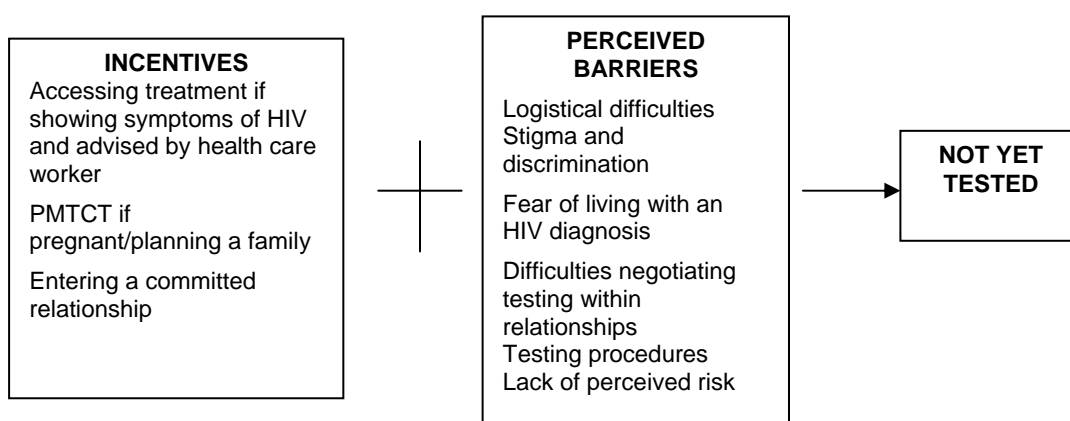 INCENTIVES
Accessing treatment if
showing symptoms of HIV
and advised by health care
worker
PMTCT if
pregnant/planning a family
Entering a committed
relationship
PERCEIVED
BARRIERS
Logistical difficulties
Stigma and
discrimination
Fear of living with an
HIV diagnosis
Difficulties negotiating
testing within
relationships
Testing procedures
Lack of perceived risk
NOT YET
TESTED